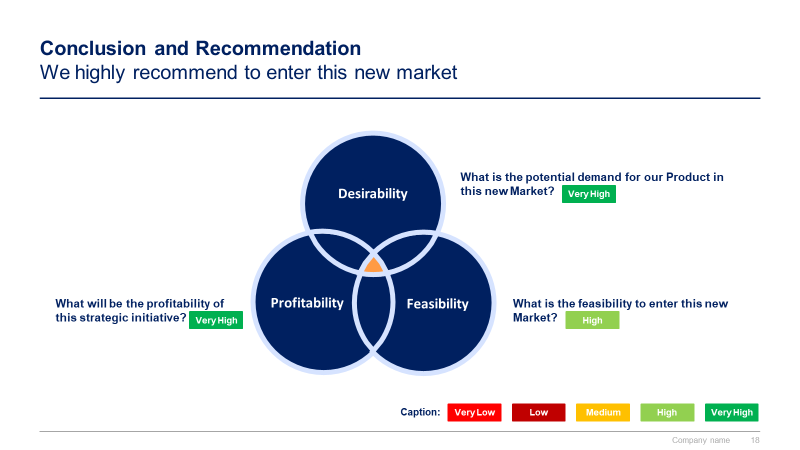 Conclusion and Recommendation
We highly recommend to enter this new market
Desirability
What is the potential demand for our Product in
this new Market? Very High
Profitability
Feasibility
What will be the profitability of
this strategic initiative? Very High
What is the feasibility to enter this new
Market? High
Caption: Very Low Low Medium High Very High
Company name 18